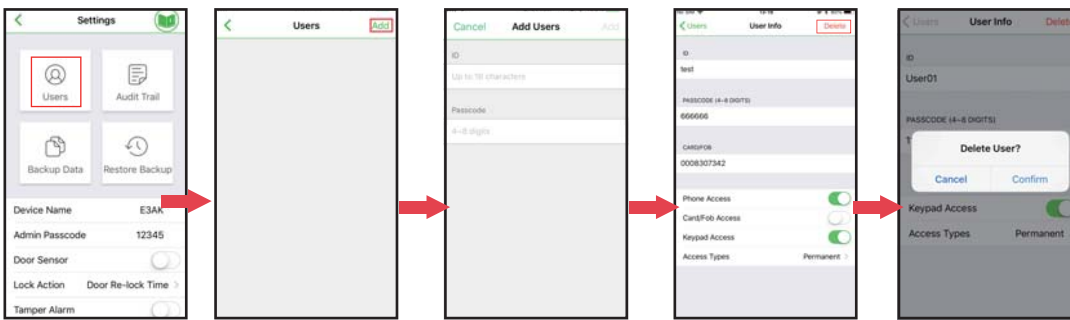 Settings
Users
Audit Trail
Backup Data
Restore Backup
Device Name E3AK
Admin Passcode 12345
Door Sensor
Lock Action Door Re-lock Time
Tamper Alarm
Users Add
Cancel Add Users Add
ID
Up to 16 characters
Passcode
4-8 digits
Users User Info Delete
ID
test
PASSCODE (4-8 DIGITS)
666666
CARD/FOB
0008307342
Phone Access
Card/Fob Access
Keypad Access
Access Types Permanent
Users User Info Delete
ID
User01
PASSCODE (4-8 DIGITS)
Delete User?
Cancel Confirm
Keypad Access
Access Types Permanent